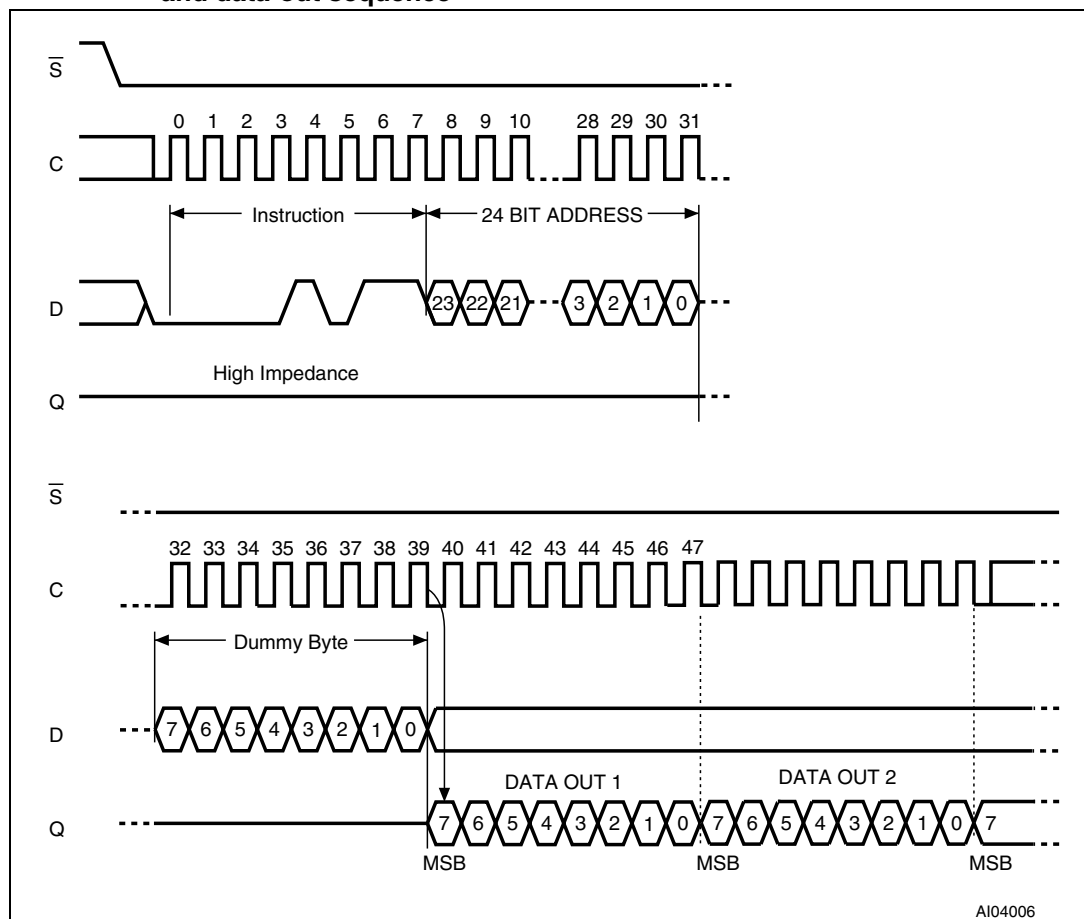 and data-out sequence
S
0 1 2 3 4 5 6 7 8 9 10 28 29 30 31
C
Instruction 24 BIT ADDRESS
D 23 22 21 3 2 1 0
High Impedance
Q
S
32 33 34 35 36 37 38 39 40 41 42 43 44 45 46 47
C
Dummy Byte
D 7 6 5 4 3 2 1 0
DATA OUT 1 DATA OUT 2
Q 7 6 5 4 3 2 1 0 7 6 5 4 3 2 1 0 7
MSB MSB MSB
AI04006